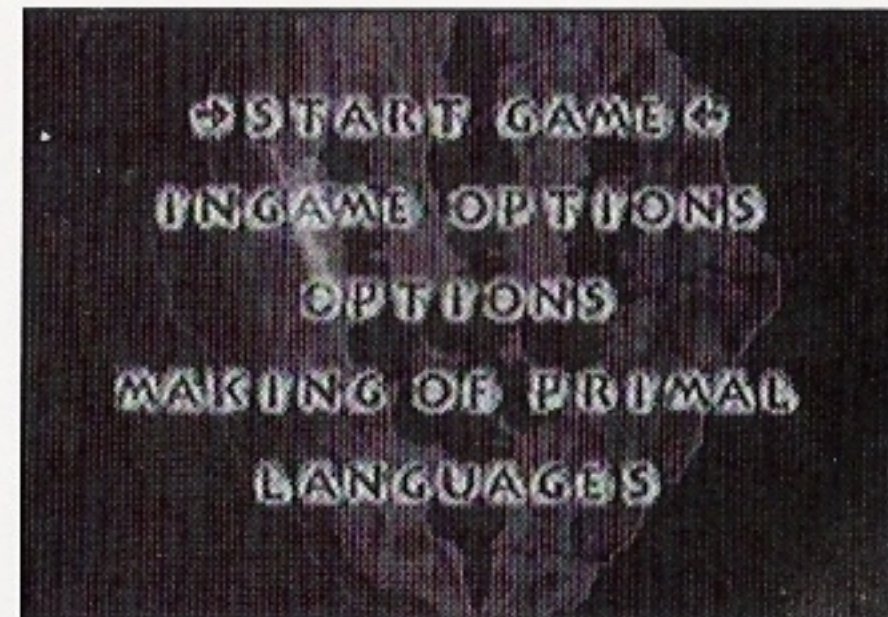 START GAME
INGAME OPTIONS
OPTIONS
MAKING OF PRIMAL
LANGUAGES